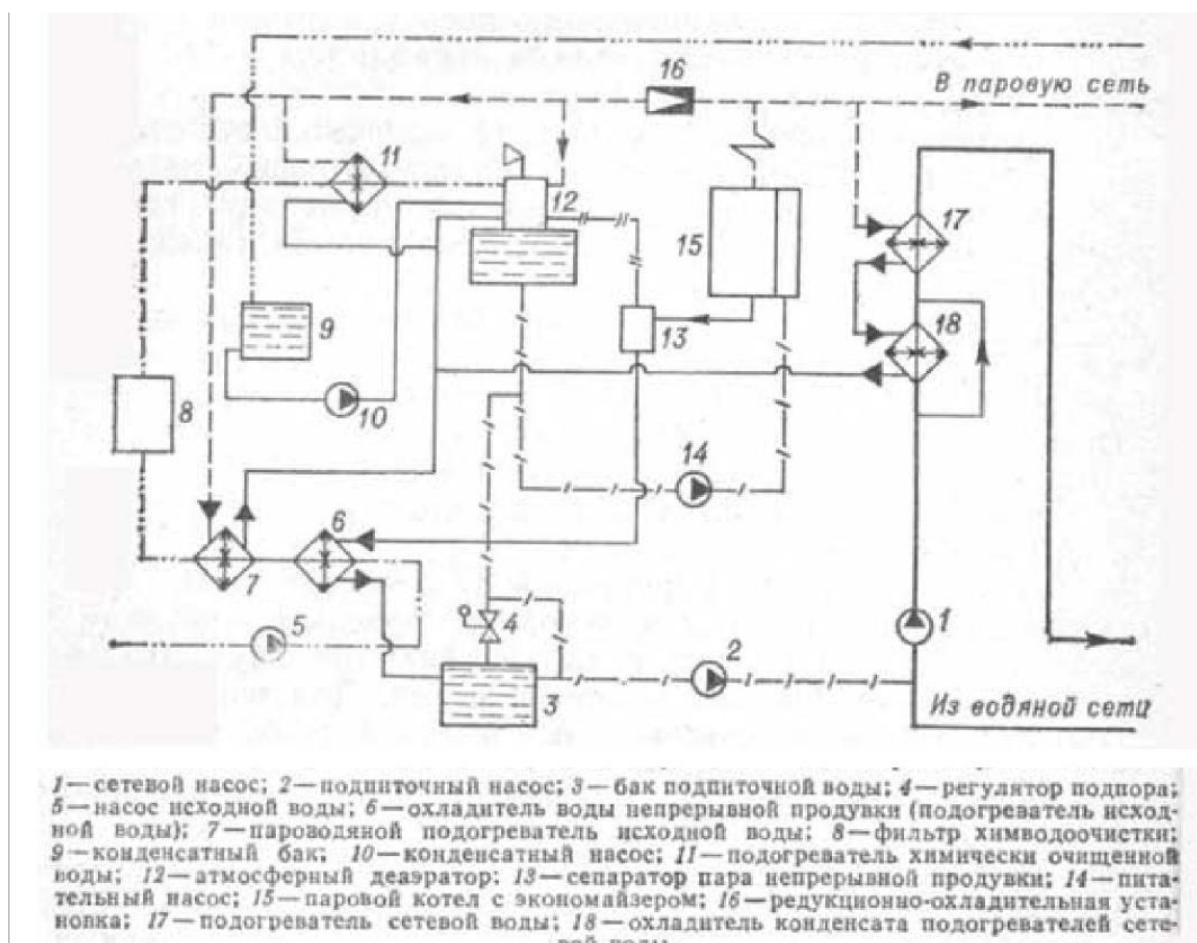 16
В паровую сеть
11
12
17
15
9
13
18
8
10
14
6
7
4
5
2
1
3
Из водяной сети
1—сетевой насос; 2—подпиточный насос; 3—бак подпиточной воды; 4—регулятор подпора;
5—насос исходной воды; 6—охладитель воды непрерывной продувки (подогреватель исход-
ной воды); 7—пароводяной подогреватель исходной воды; 8—фильтр химводоочистки;
9—конденсатный бак; 10—конденсатный насос; 11—подогреватель химически очищенной
воды; 12—атмосферный деаэратор; 13—сепаратор пара непрерывной продувки; 14—пита-
тельный насос; 15—паровой котел с экономайзером; 16—редукционно-охладительная уста-
новка; 17—подогреватель сетевой воды; 18—охладитель конденсата подогревателей сете-
вой воды